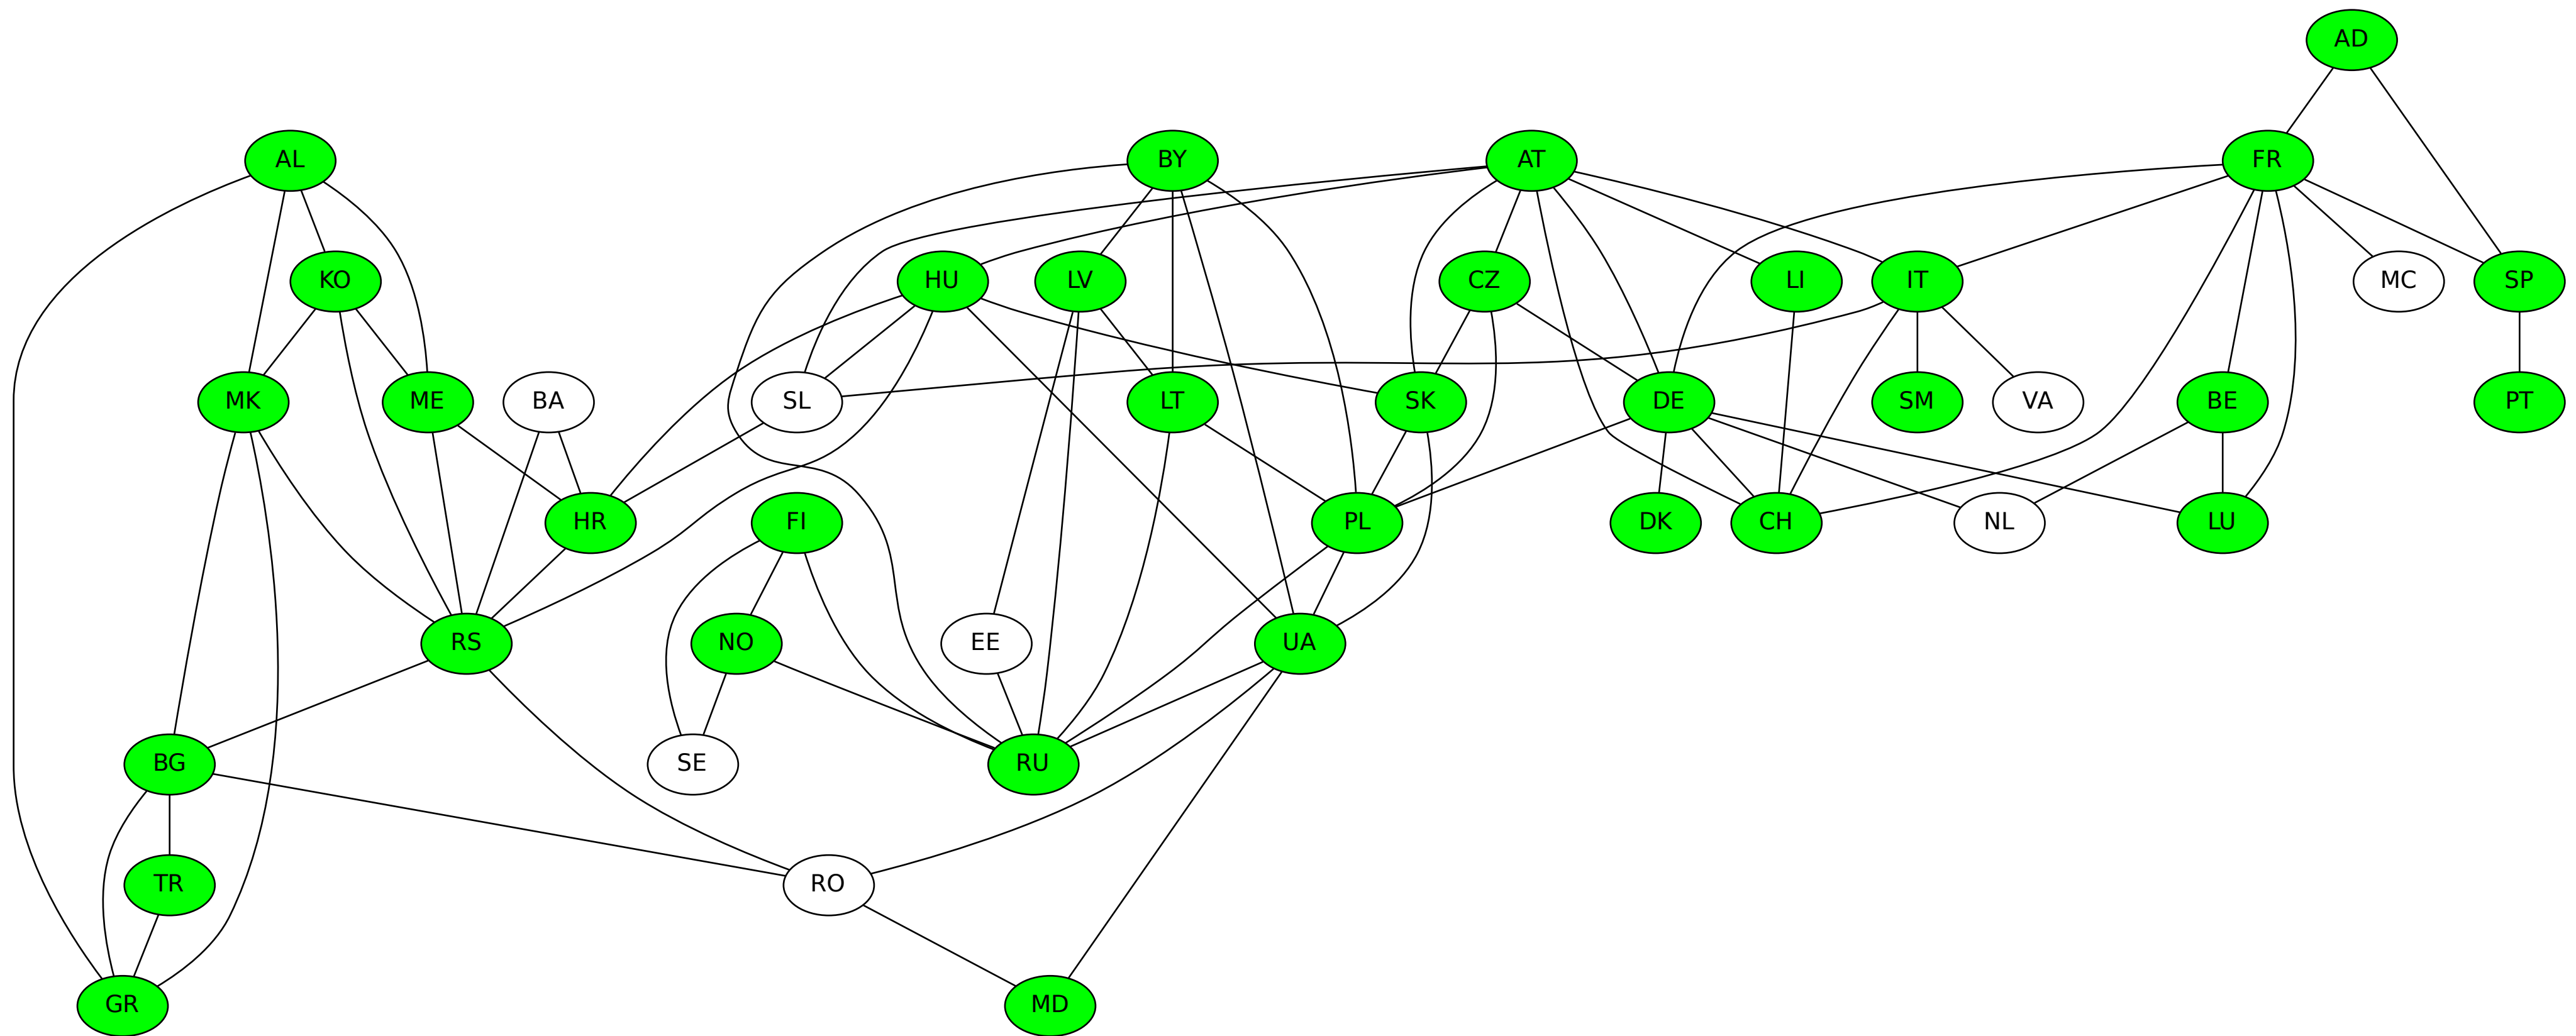 AD
AL
BY
AT
FR
KO
HU
LV
CZ
LI
IT
MC
SP
MK
ME
BA
SL
LT
SK
DE
SM
VA
BE
PT
HR
FI
PL
DK
CH
NL
LU
RS
NO
EE
UA
BG
SE
RU
TR
RO
GR
MD